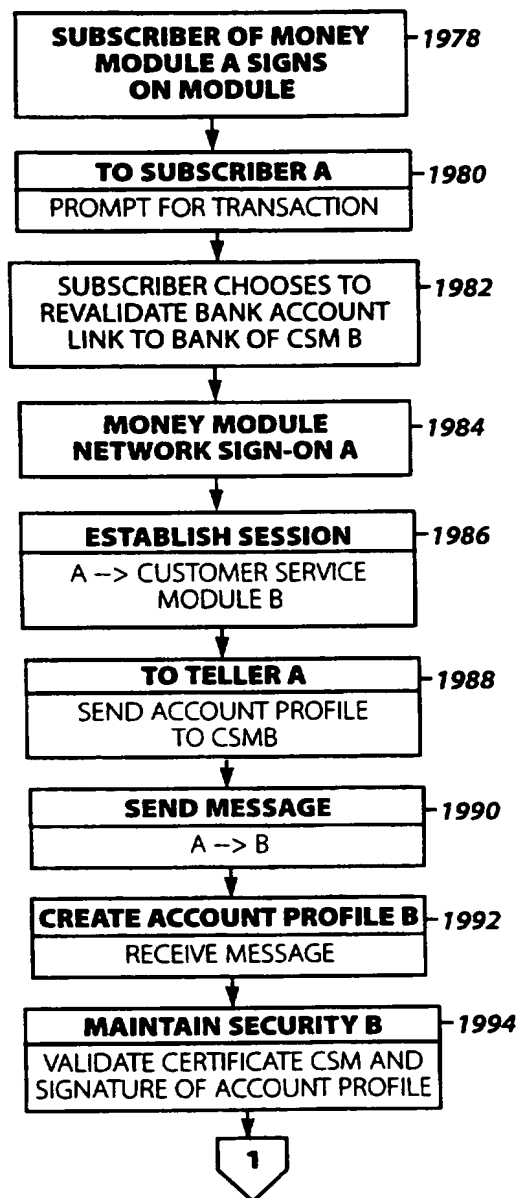 SUBSCRIBER OF MONEY
MODULE A SIGNS
ON MODULE
1978
TO SUBSCRIBER A
1980
PROMPT FOR TRANSACTION
SUBSCRIBER CHOOSES TO
REVALIDATE BANK ACCOUNT
LINK TO BANK OF CSM B
1982
MONEY MODULE
NETWORK SIGN-ON A
1984
ESTABLISH SESSION
1986
A --> CUSTOMER SERVICE
MODULE B
TO TELLER A
1988
SEND ACCOUNT PROFILE
TO CSMB
SEND MESSAGE
1990
A --> B
CREATE ACCOUNT PROFILE B
1992
RECEIVE MESSAGE
MAINTAIN SECURITY B
1994
VALIDATE CERTIFICATE CSM AND
SIGNATURE OF ACCOUNT PROFILE
1